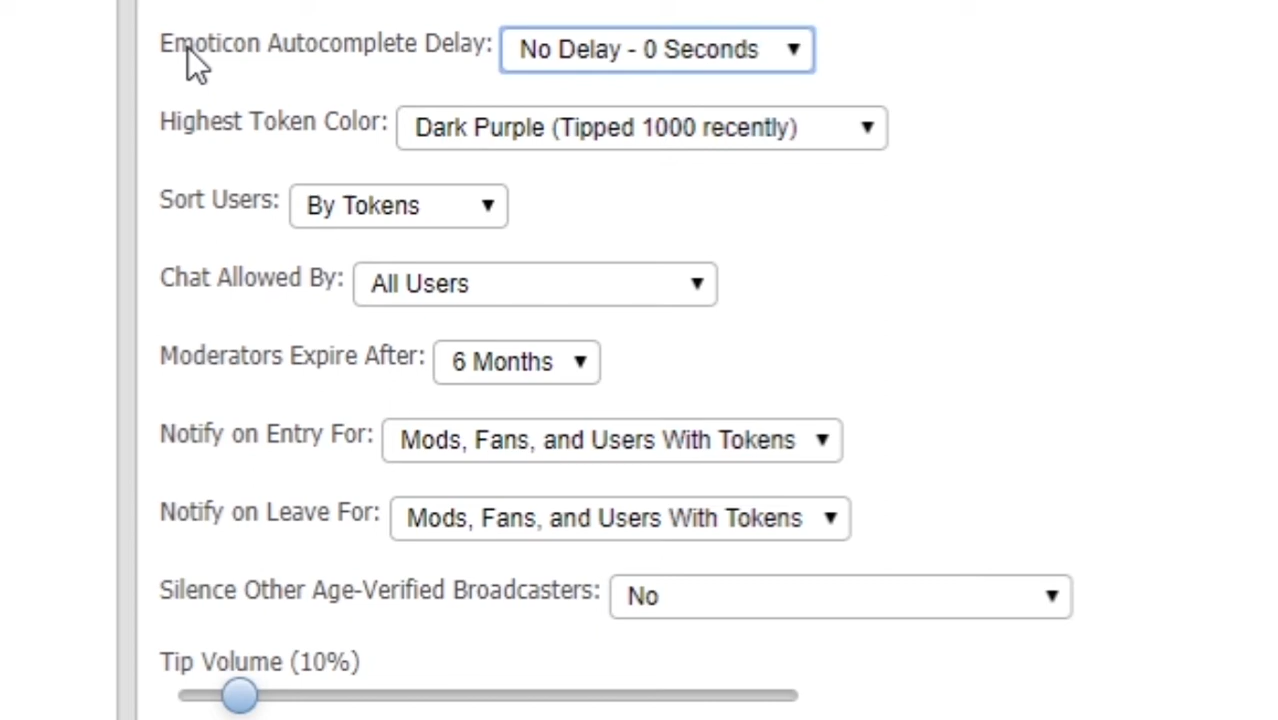 Emoticon Autocomplete Delay: No Delay - 0 Seconds
Highest Token Color: Dark Purple (Tipped 1000 recently)
Sort Users: By Tokens
Chat Allowed By: All Users
Moderators Expire After: 6 Months
Notify on Entry For: Mods, Fans, and Users With Tokens
Notify on Leave For: Mods, Fans, and Users With Tokens
Silence Other Age-Verified Broadcasters: No
Tip Volume (10%)